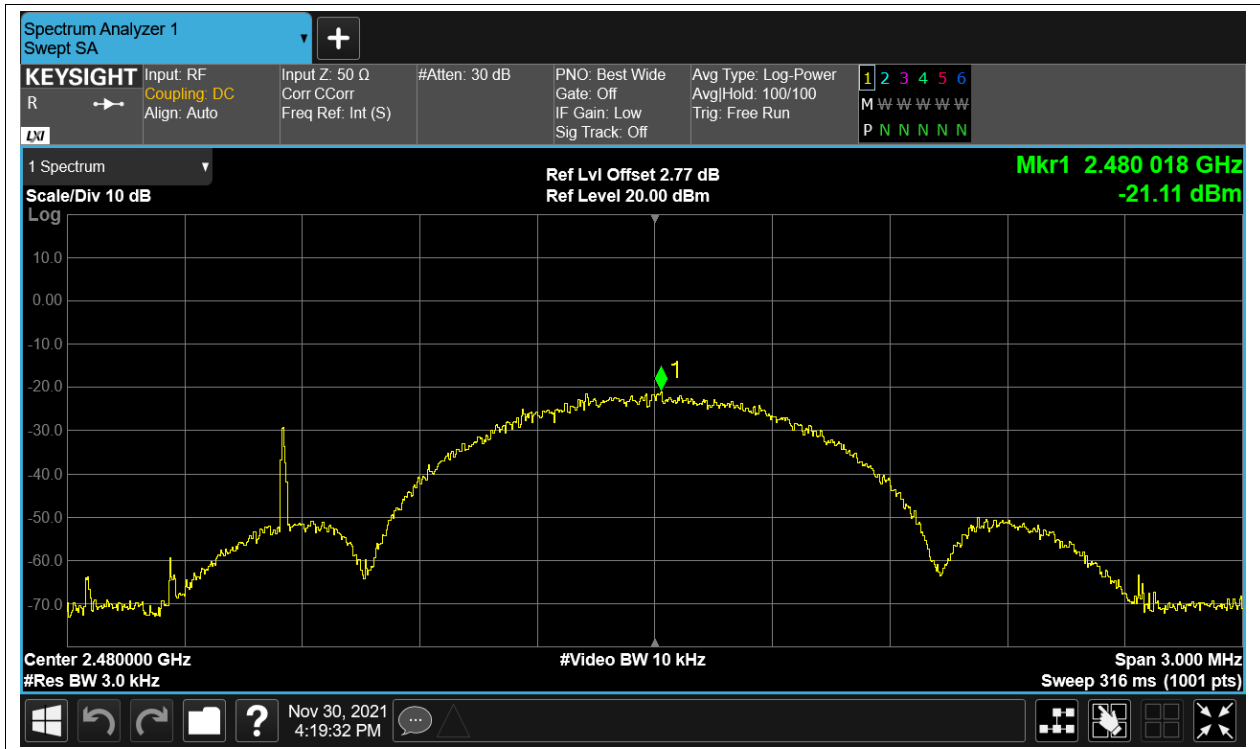 Spectrum Analyzer 1
Swept SA
+
KEYSIGHT
R
LXI
Input: RF
Coupling: DC
Align: Auto
Input Z: 50 Ω
Corr CCorr
Freq Ref: Int (S)
#Atten: 30 dB
PNO: Best Wide
Gate: Off
IF Gain: Low
Sig Track: Off
Avg Type: Log-Power
Avg|Hold: 100/100
Trig: Free Run
1 2 3 4 5 6
M W W W W W
P N N N N N
1 Spectrum
Scale/Div 10 dB
Log
Ref Lvl Offset 2.77 dB
Ref Level 20.00 dBm
Mkr1 2.480 018 GHz
-21.11 dBm
10.0
0.00
-10.0
-20.0
-30.0
-40.0
-50.0
-60.0
-70.0
1
Center 2.480000 GHz
#Res BW 3.0 kHz
#Video BW 10 kHz
Span 3.000 MHz
Sweep 316 ms (1001 pts)
?
Nov 30, 2021
4:19:32 PM